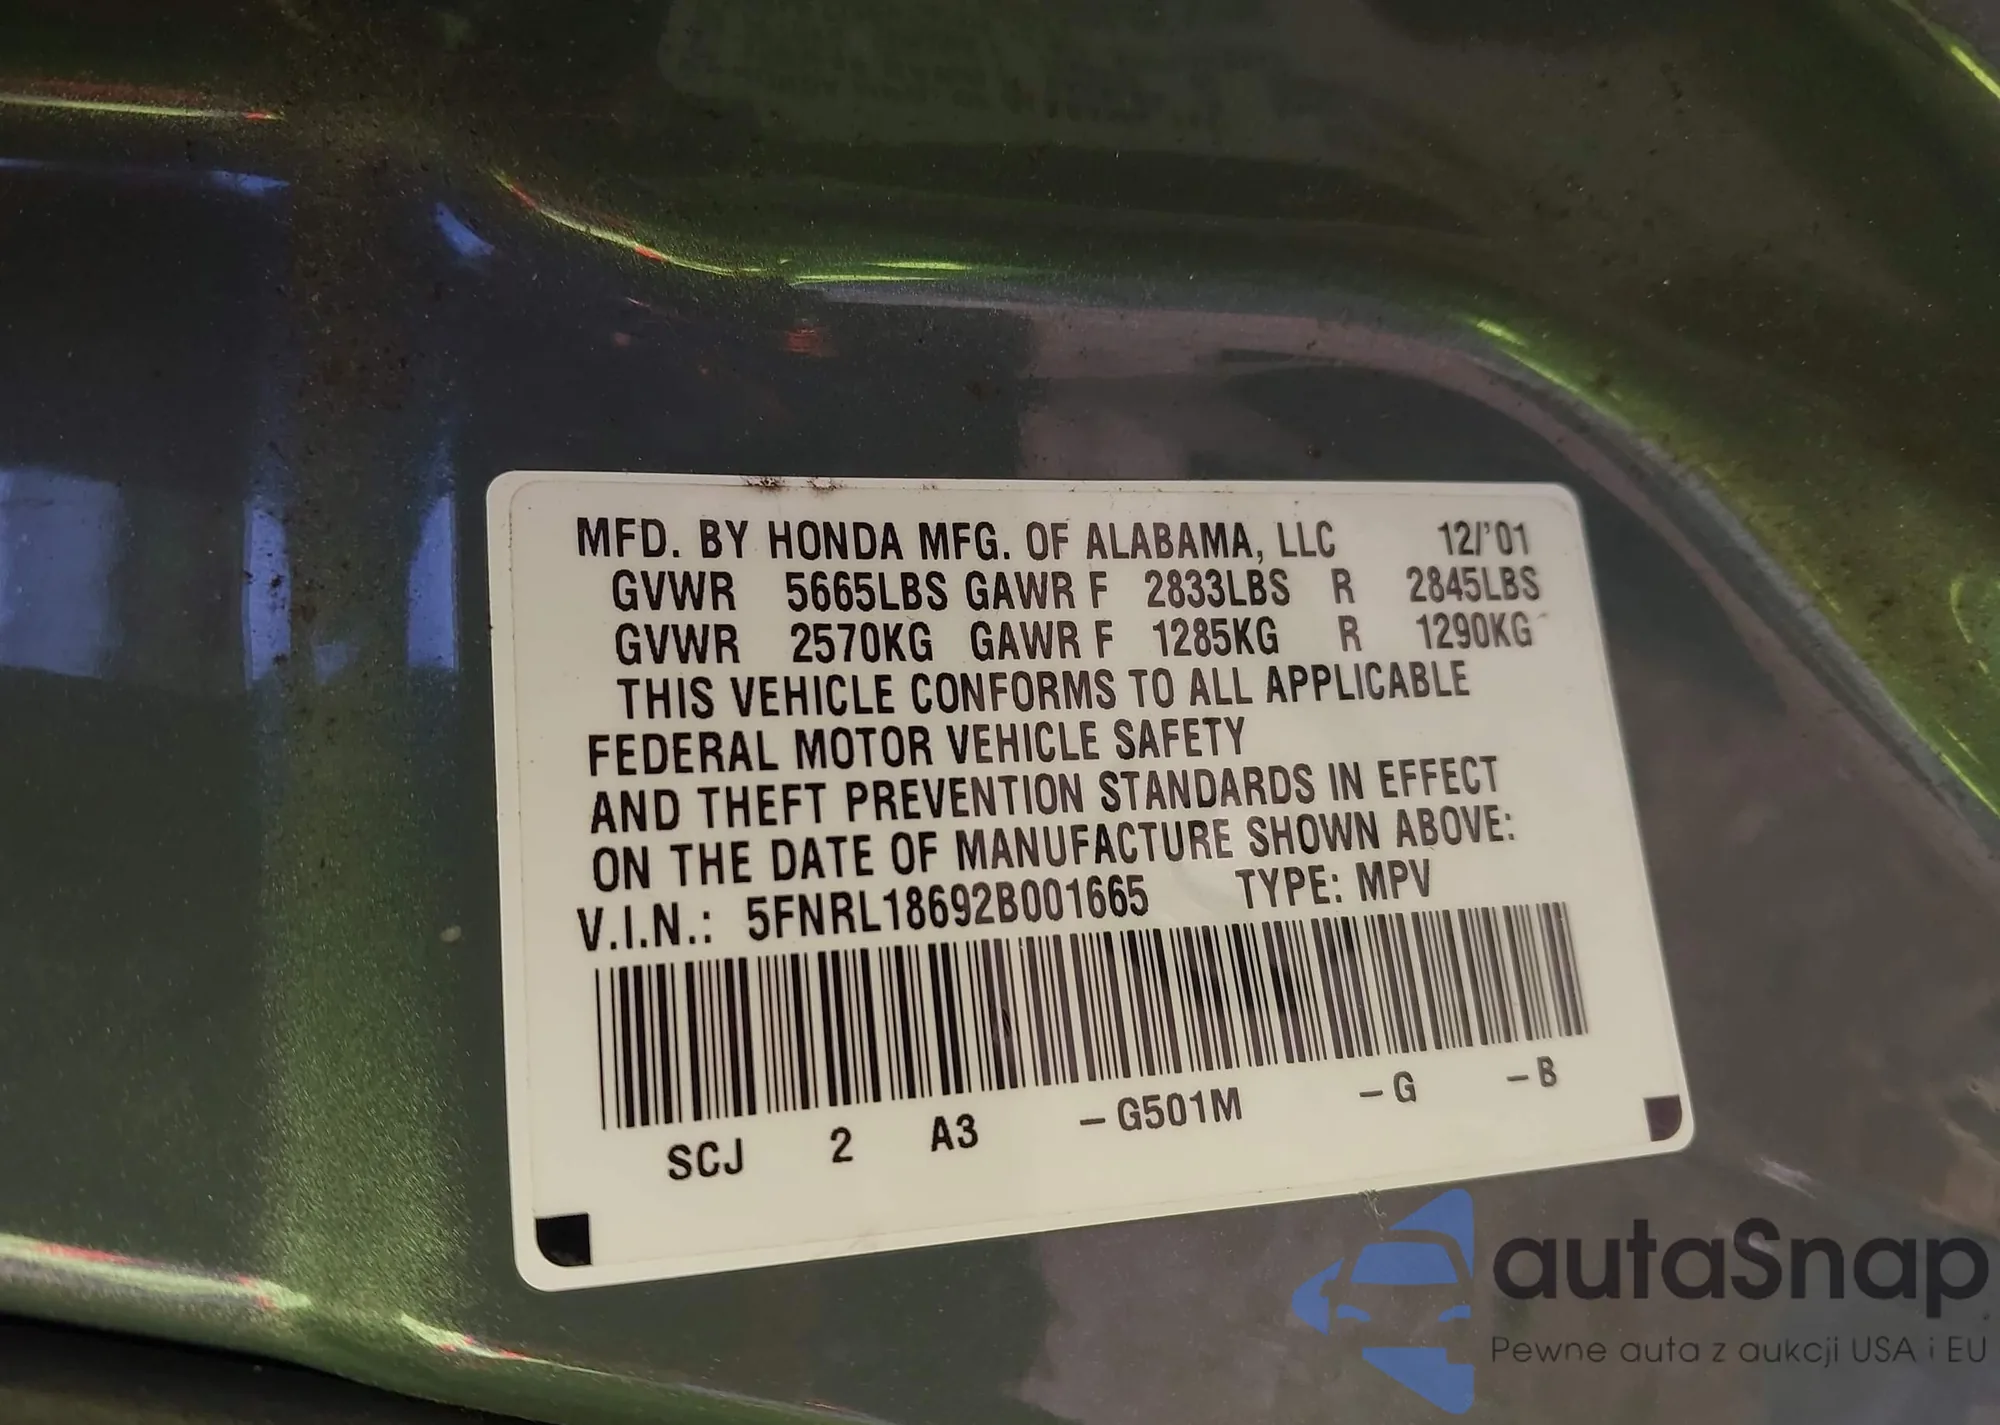 MFD. BY HONDA MFG. OF ALABAMA, LLC 12/'01
GVWR 5665LBS GAWR F 2833LBS R 2845LBS
GVWR 2570KG GAWR F 1285KG R 1290KG
THIS VEHICLE CONFORMS TO ALL APPLICABLE
FEDERAL MOTOR VEHICLE SAFETY
AND THEFT PREVENTION STANDARDS IN EFFECT
ON THE DATE OF MANUFACTURE SHOWN ABOVE:
V.I.N.: 5FNRL18692B001665 TYPE: MPV
SCJ 2 A3 –G501M –G –B
autaSnap
Pewne auta z aukcji USA i EU